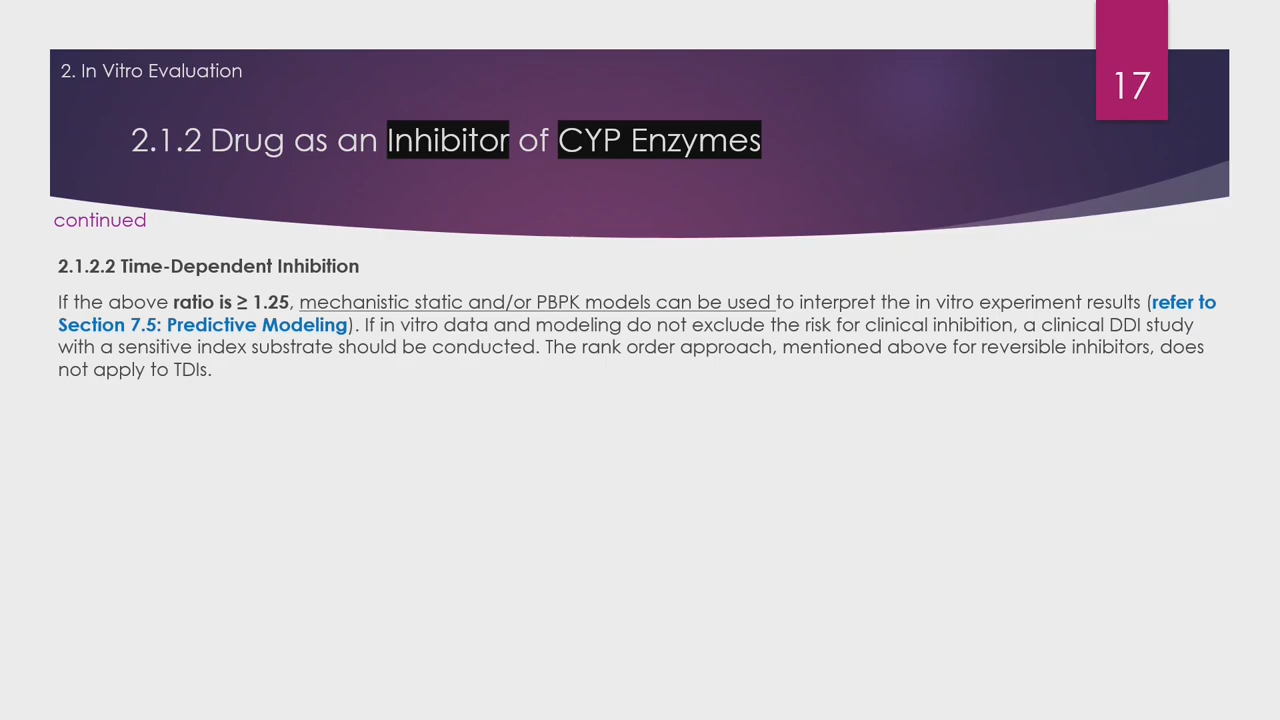 2. In Vitro Evaluation
17
2.1.2 Drug as an Inhibitor of CYP Enzymes
continued
2.1.2.2 Time-Dependent Inhibition
If the above ratio is ≥ 1.25, mechanistic static and/or PBPK models can be used to interpret the in vitro experiment results (refer to
Section 7.5: Predictive Modeling). If in vitro data and modeling do not exclude the risk for clinical inhibition, a clinical DDI study
with a sensitive index substrate should be conducted. The rank order approach, mentioned above for reversible inhibitors, does
not apply to TDIs.